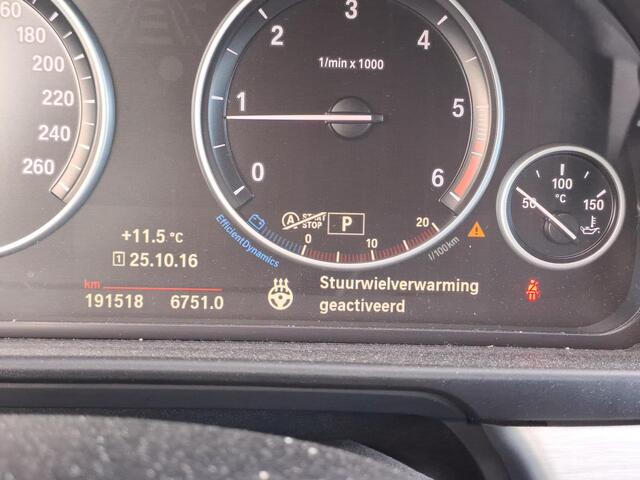 60
180
200
220
240
260
0
1
2
3
4
5
6
1/min x 1000
A START
STOP
P
EfficientDynamics
0
10
20
l/100km
50
100
150
°C
+11.5 °C
1 25.10.16
km
191518 6751.0
Stuurwielverwarming
geactiveerd